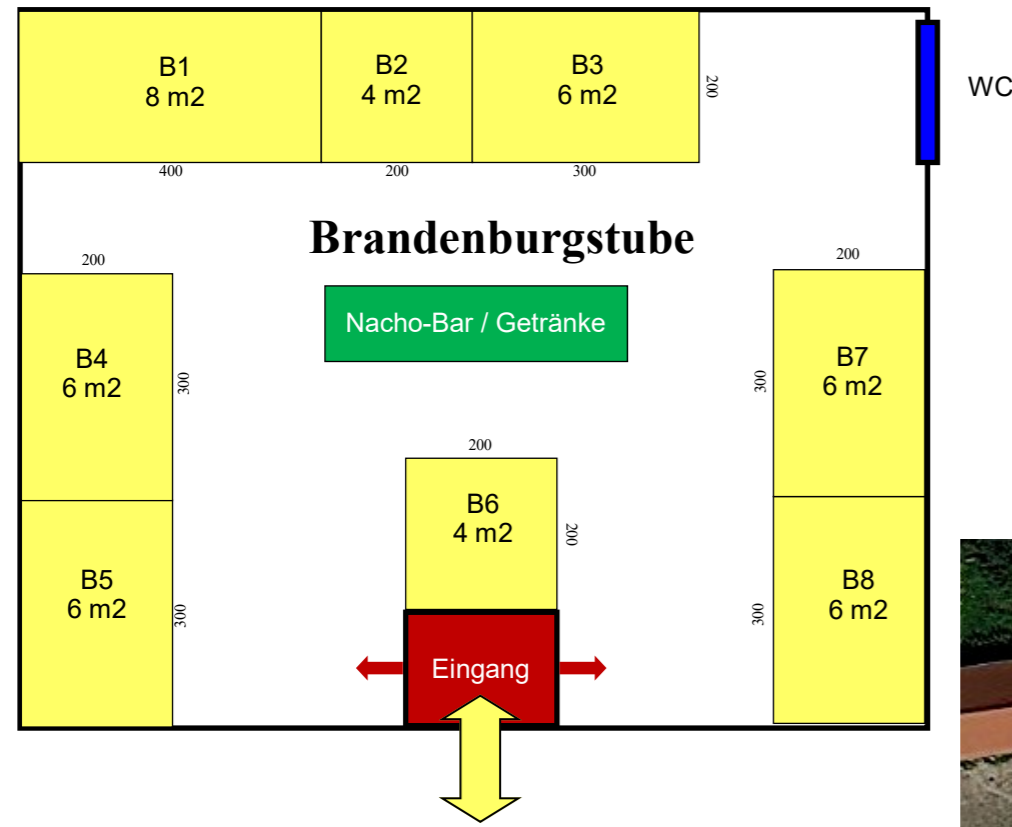 B1
8 m2
B2
4 m2
B3
6 m2
200
WC
400
200
300
Brandenburgstube
200
200
Nacho-Bar / Getränke
B4
6 m2
300
B7
6 m2
300
200
B6
4 m2
200
B5
6 m2
300
B8
6 m2
300
Eingang